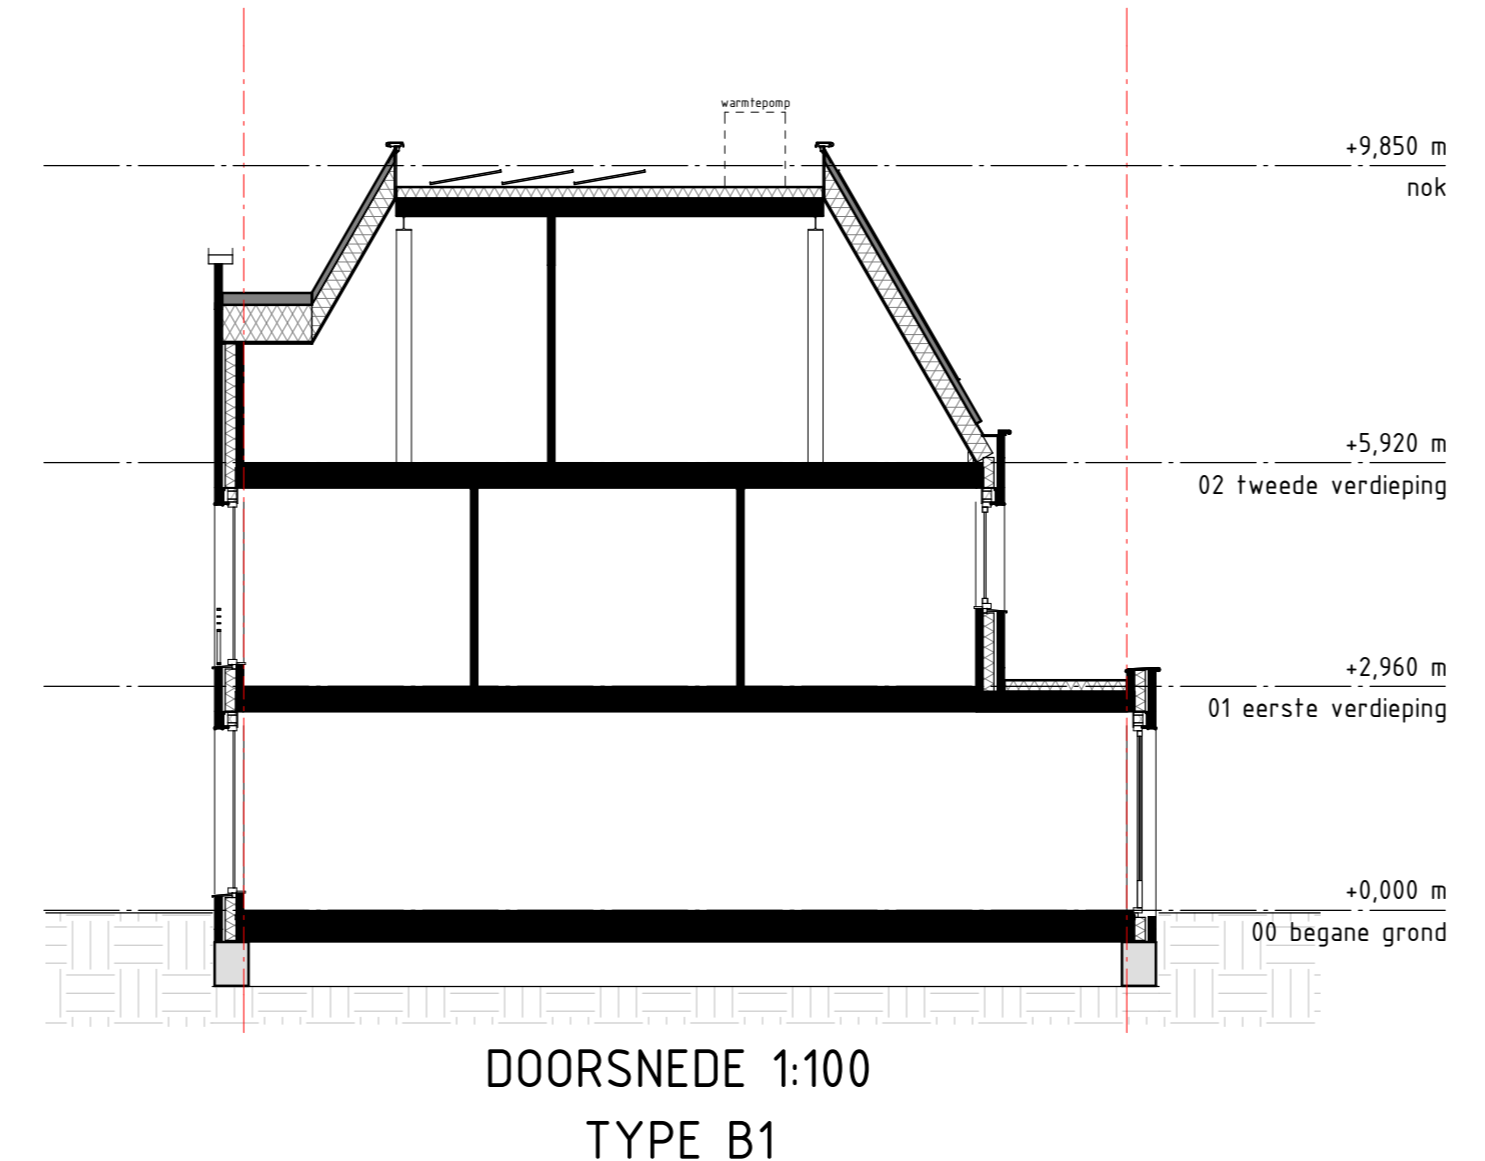 warmtepomp
+9,850 m
nok
+5,920 m
02 tweede verdieping
+2,960 m
01 eerste verdieping
+0,000 m
00 begane grond
DOORSNEDE 1:100
TYPE B1